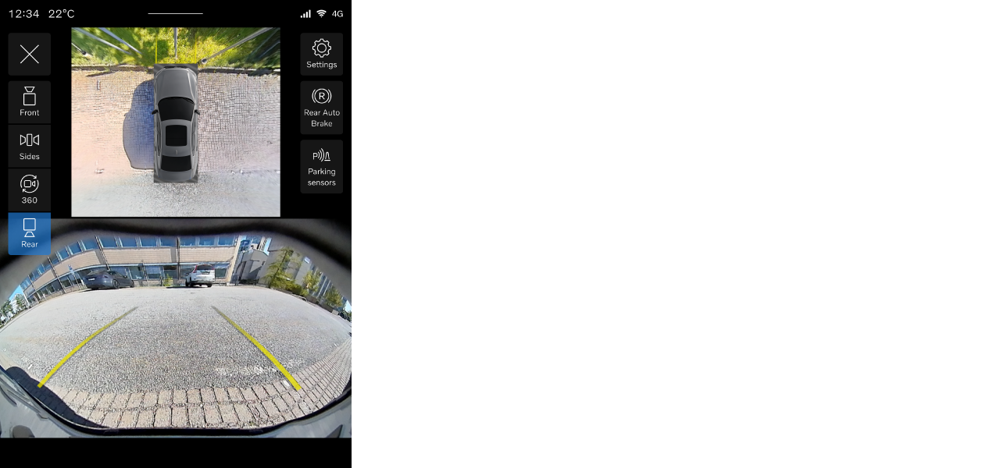 12:34 22°C
4G
Settings
Front
R
Rear Auto
Brake
Sides
P
Parking
sensors
360
Rear